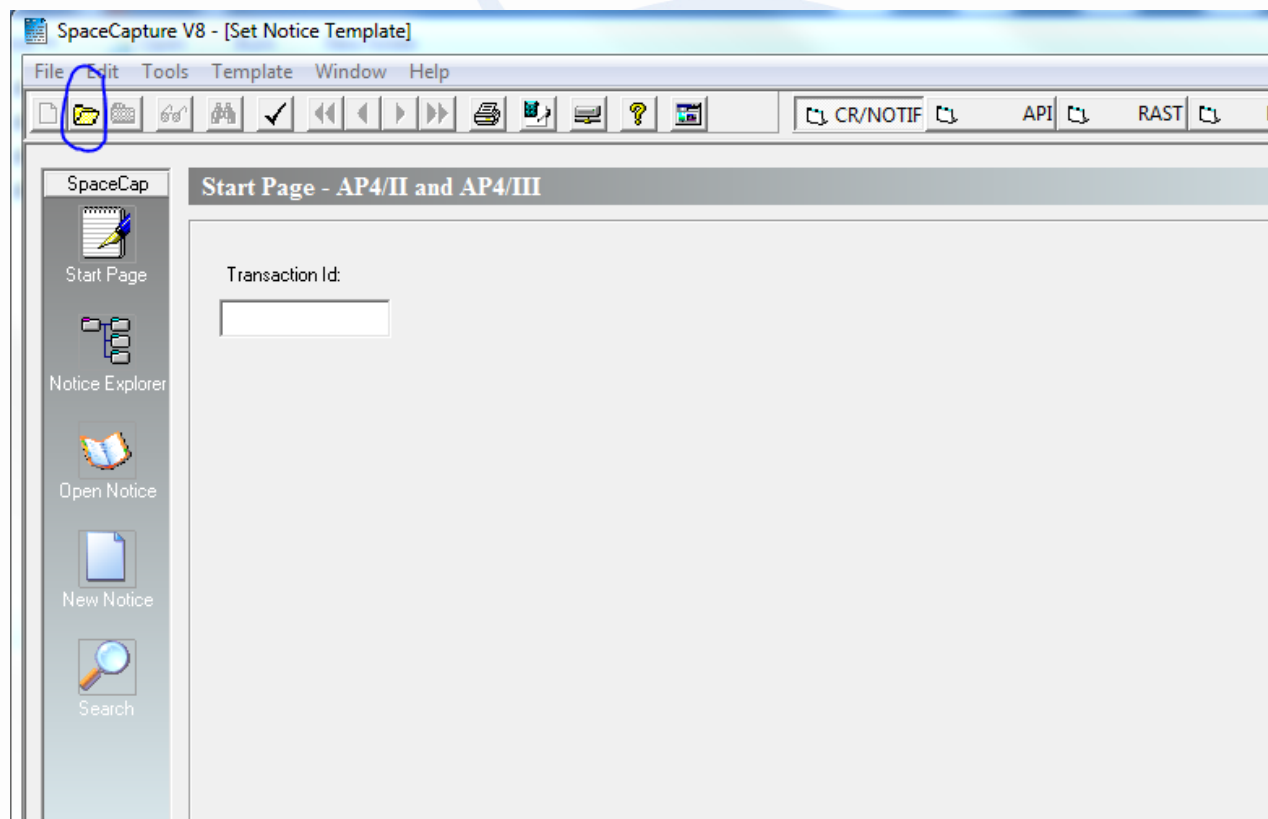 SpaceCapture V8 - [Set Notice Template]
File Edit Tools Template Window Help
CR/NOTIF API RAST
SpaceCap
Start Page - AP4/II and AP4/III
Start Page
Transaction Id:
Notice Explorer
Open Notice
New Notice
Search